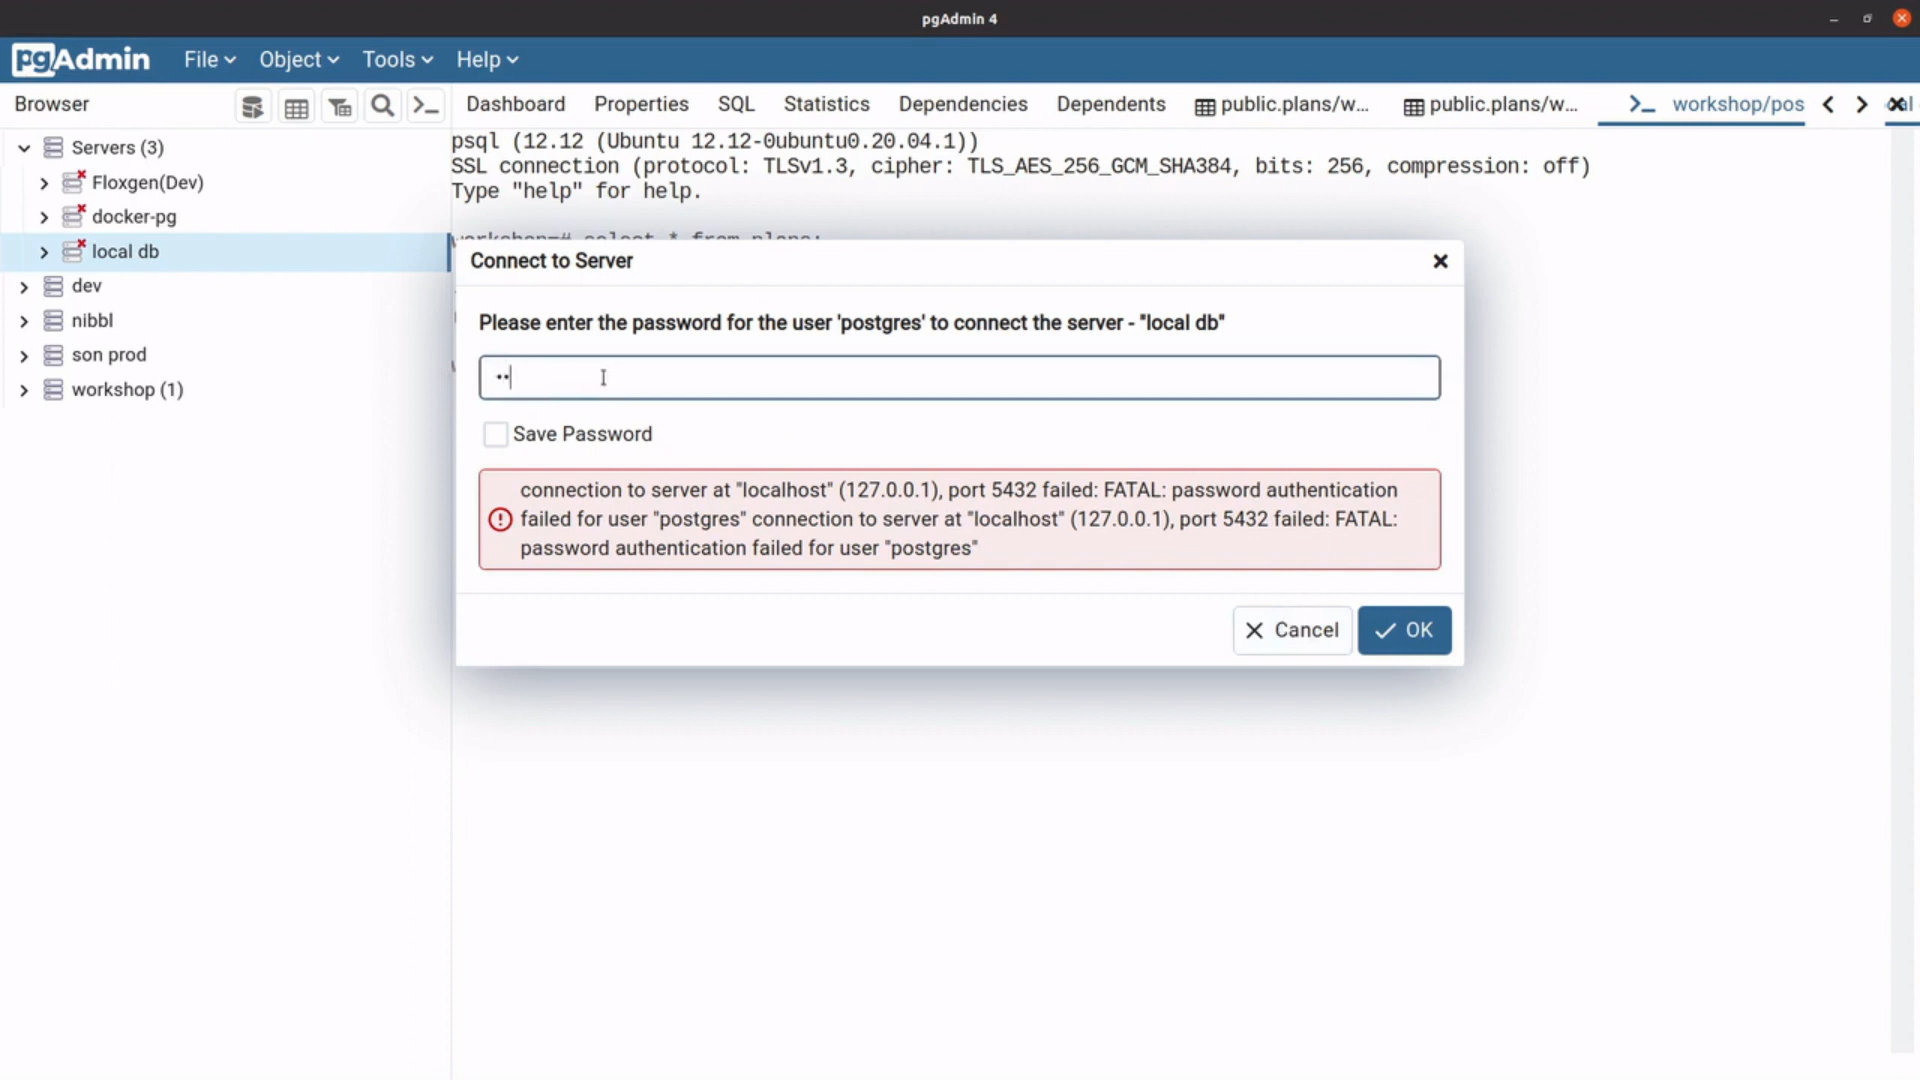 pgAdmin 4
pgAdmin File Object Tools Help
Browser
Dashboard Properties SQL Statistics Dependencies Dependents public.plans/w... public.plans/w... workshop/pos
Servers (3)
Floxgen(Dev)
docker-pg
local db
dev
nibbl
son prod
workshop (1)
psql (12.12 (Ubuntu 12.12-0ubuntu0.20.04.1))
SSL connection (protocol: TLSv1.3, cipher: TLS_AES_256_GCM_SHA384, bits: 256, compression: off)
Type "help" for help.
workshop=# select * from plans;
Connect to Server
Please enter the password for the user 'postgres' to connect the server - "local db"
Save Password
connection to server at "localhost" (127.0.0.1), port 5432 failed: FATAL: password authentication
failed for user "postgres" connection to server at "localhost" (127.0.0.1), port 5432 failed: FATAL:
password authentication failed for user "postgres"
Cancel OK